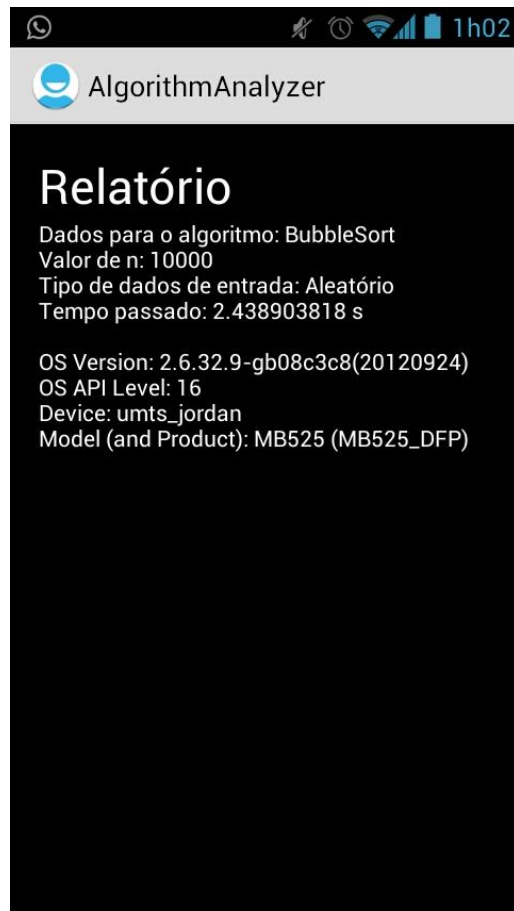 1h02
AlgorithmAnalyzer
Relatório
Dados para o algoritmo: BubbleSort
Valor de n: 10000
Tipo de dados de entrada: Aleatório
Tempo passado: 2.438903818 s
OS Version: 2.6.32.9-gb08c3c8(20120924)
OS API Level: 16
Device: umts_jordan
Model (and Product): MB525 (MB525_DFP)